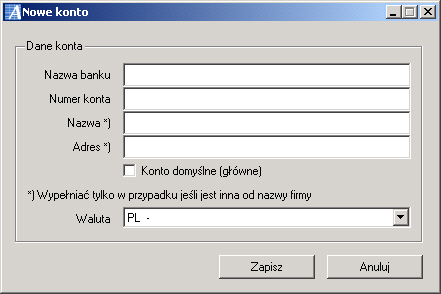 Nowe konto
Dane konta
Nazwa banku
Numer konta
Nazwa *)
Adres *)
Konto domyślne (główne)
*) Wypełniać tylko w przypadku jeśli jest inna od nazwy firmy
Waluta PL -
Zapisz Anuluj